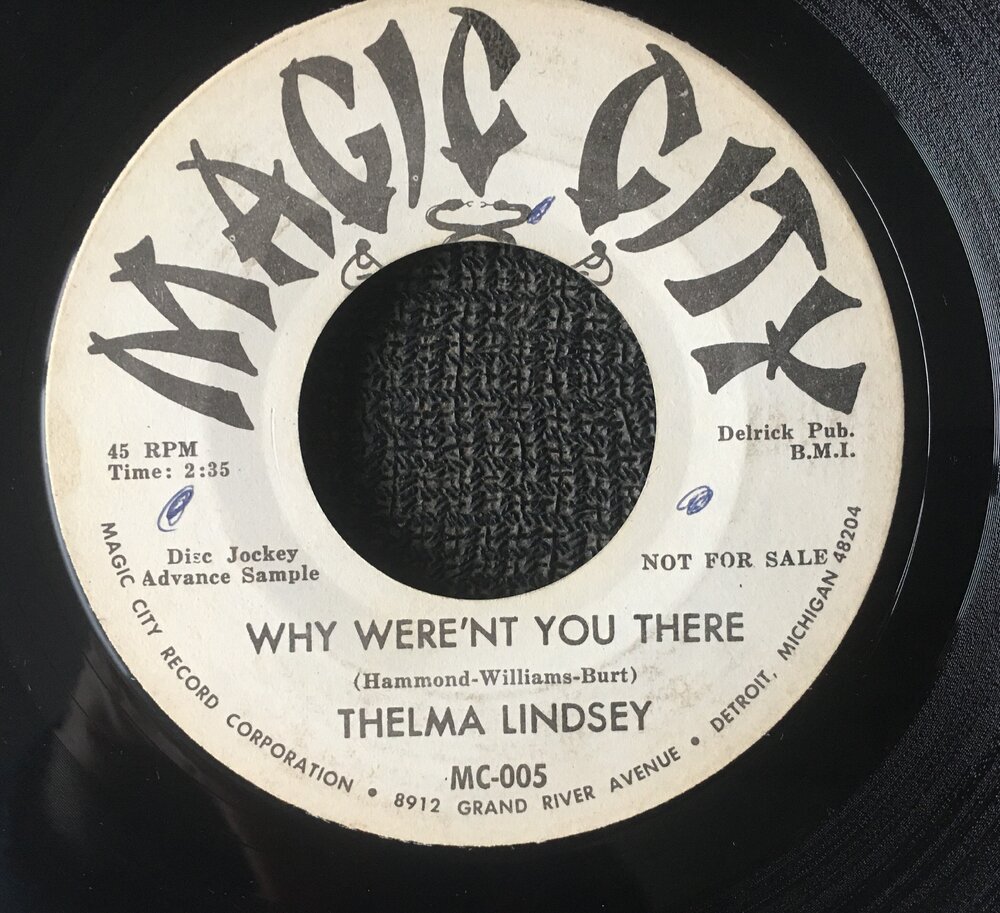 MAGIC CITY
45 RPM
Time: 2:35
Delrick Pub.
B.M.I.
Disc Jockey
Advance Sample
NOT FOR SALE
WHY WERE'NT YOU THERE
(Hammond-Williams-Burt)
THELMA LINDSEY
MC-005
MAGIC CITY RECORD CORPORATION • 8912 GRAND RIVER AVENUE • DETROIT, MICHIGAN 48204